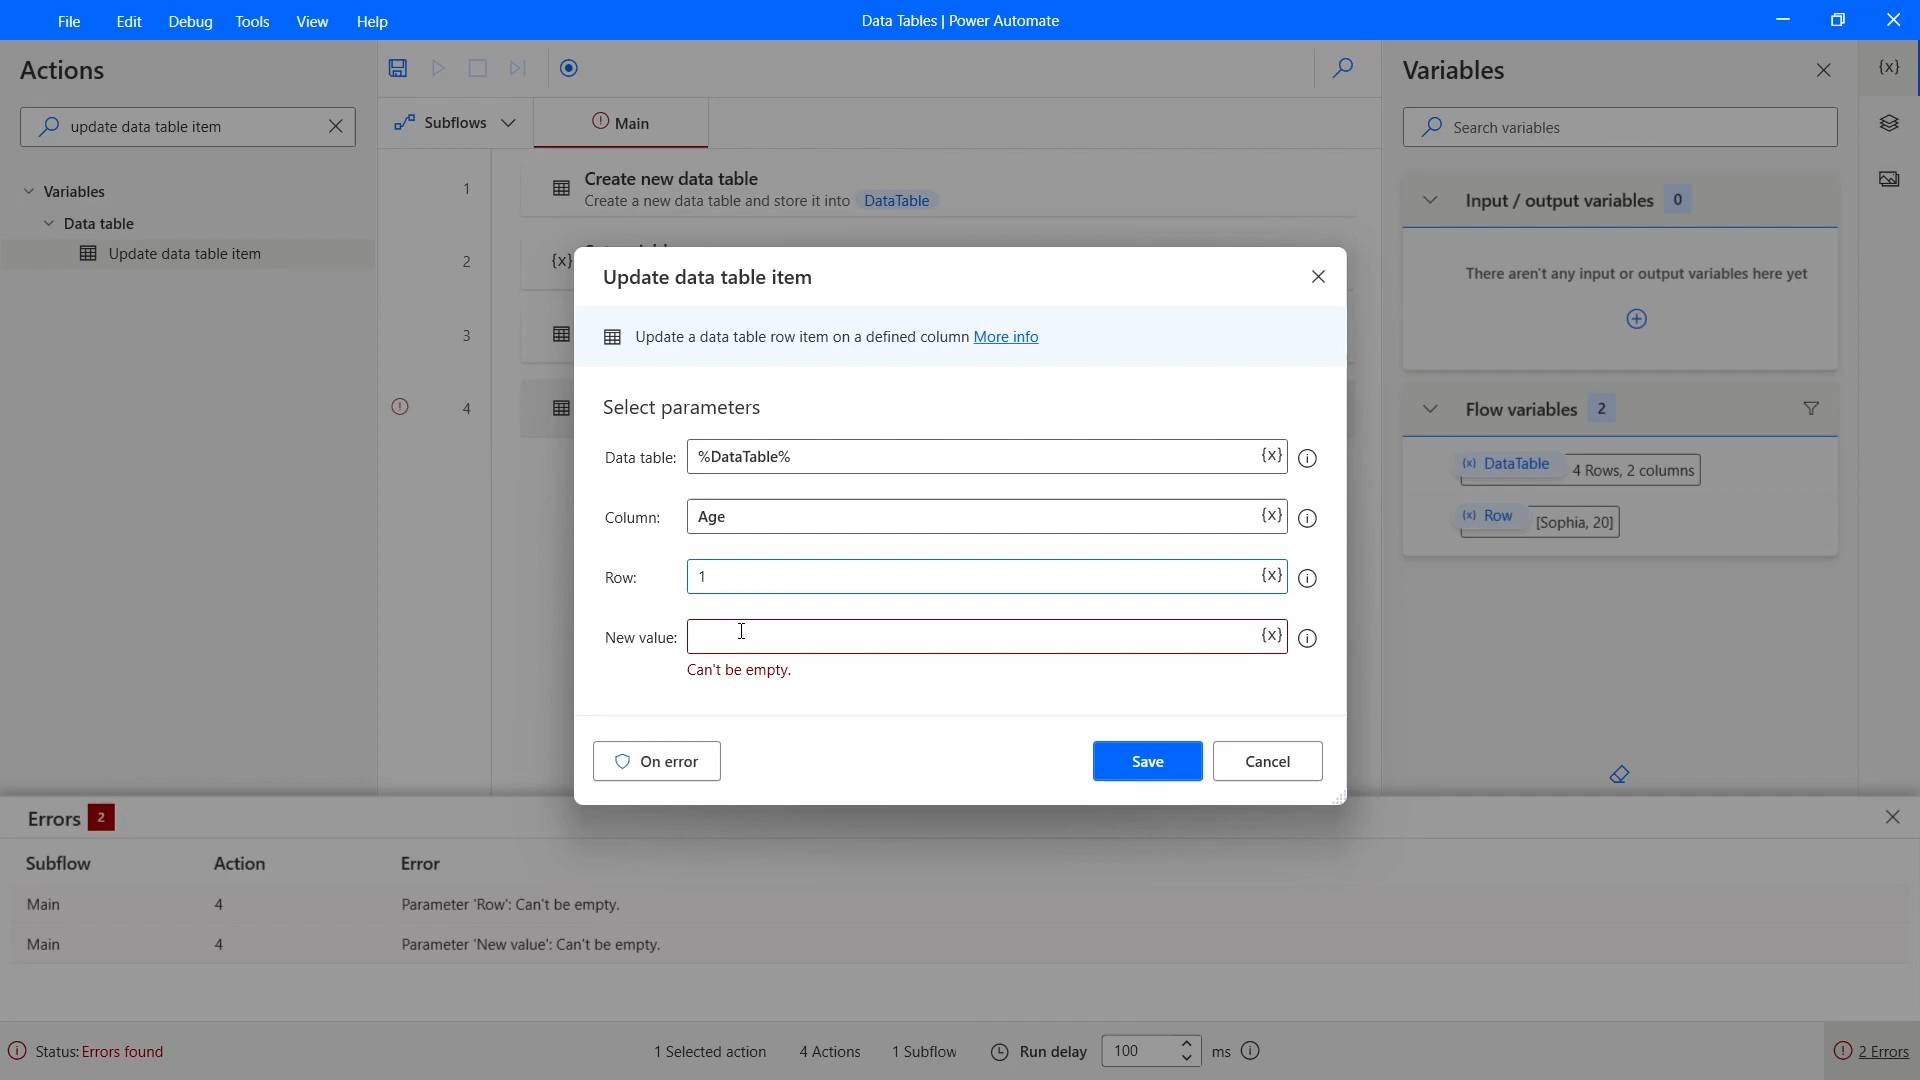 File Edit Debug Tools View Help
Data Tables | Power Automate
Actions
update data table item
Variables
Data table
Update data table item
Subflows
Main
1
Create new data table
Create a new data table and store it into DataTable
2
{x}
3
4
Update data table item
Update a data table row item on a defined column More info
Select parameters
Data table: %DataTable% {x}
Column: Age {x}
Row: 1 {x}
New value: {x}
Can't be empty.
On error
Save
Cancel
Variables
{x}
Search variables
Input / output variables 0
There aren't any input or output variables here yet
Flow variables 2
{x} DataTable 4 Rows, 2 columns
{x} Row [Sophia, 20]
Errors 2
Subflow Action Error
Main 4 Parameter 'Row': Can't be empty.
Main 4 Parameter 'New value': Can't be empty.
Status: Errors found
1 Selected action 4 Actions 1 Subflow Run delay 100 ms
2 Errors